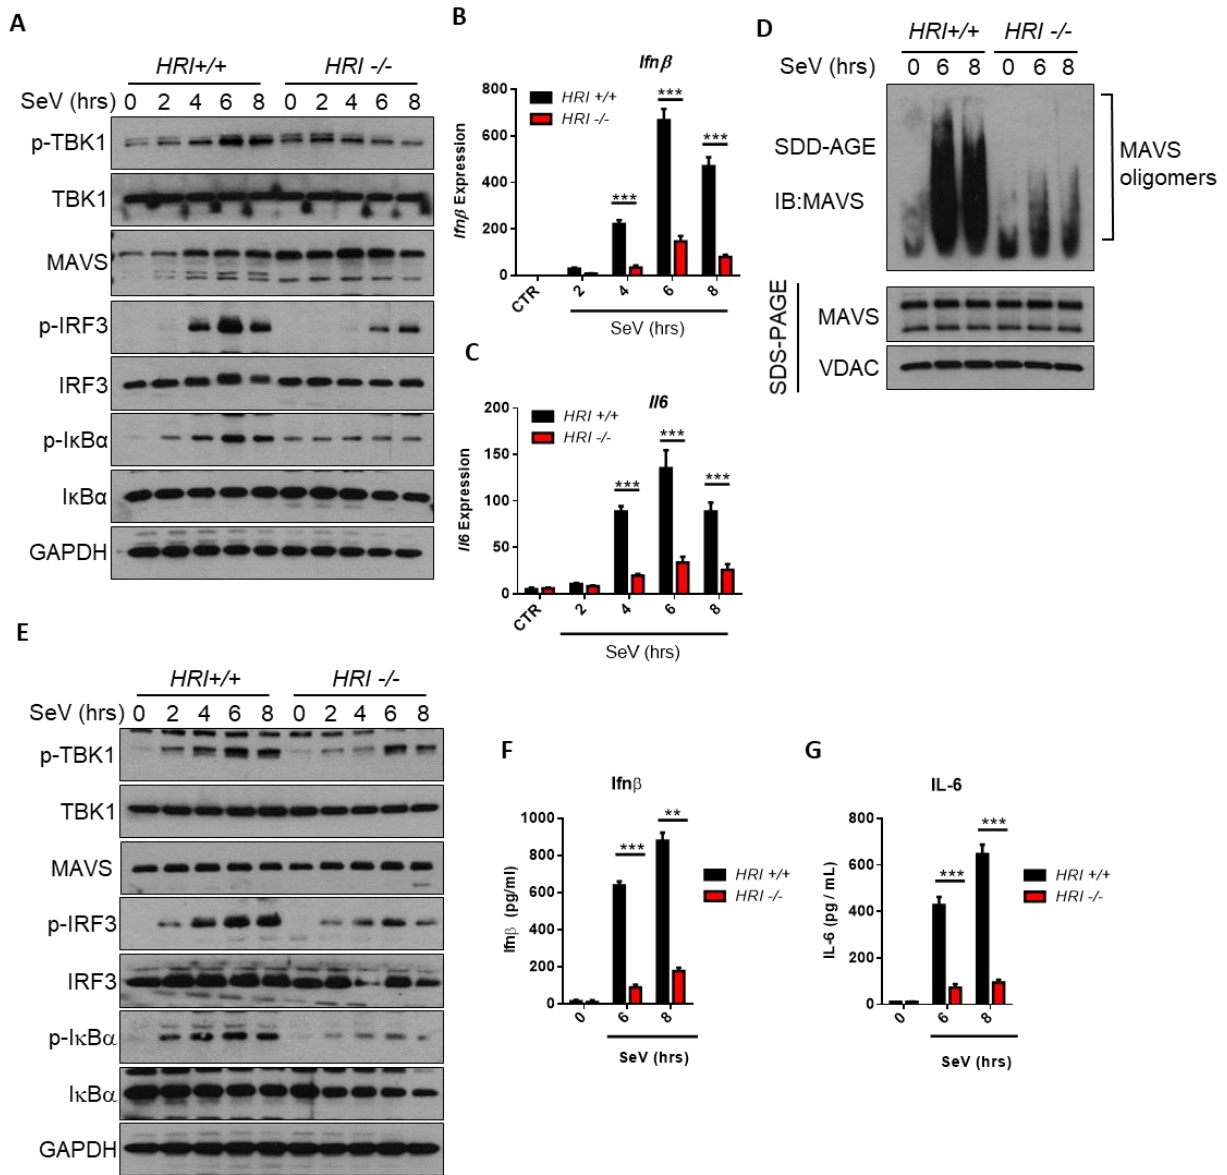 A
HRI+/+ HRI -/-
SeV (hrs) 0 2 4 6 8 0 2 4 6 8
p-TBK1
TBK1
MAVS
p-IRF3
IRF3
p-IκBα
IκBα
GAPDH
B
Ifnβ
HRI +/+
HRI -/-
Ifnβ Expression
800
600
400
200
0
*** *** ***
CTR 2 4 6 8
SeV (hrs)
C
Il6
HRI +/+
HRI -/-
Il6 Expression
200
150
100
50
0
*** *** ***
CTR 2 4 6 8
SeV (hrs)
D
HRI+/+ HRI -/-
SeV (hrs) 0 6 8 0 6 8
SDD-AGE
IB:MAVS
MAVS
oligomers
SDS-PAGE
MAVS
VDAC
E
HRI+/+ HRI -/-
SeV (hrs) 0 2 4 6 8 0 2 4 6 8
p-TBK1
TBK1
MAVS
p-IRF3
IRF3
p-IκBα
IκBα
GAPDH
F
Ifnβ
Ifnβ (pg/ml)
1000
800
600
400
200
0
*** **
HRI +/+
HRI -/-
0 6 8
SeV (hrs)
G
IL-6
IL-6 (pg / mL)
800
600
400
200
0
*** ***
HRI +/+
HRI -/-
0 6 8
SeV (hrs)